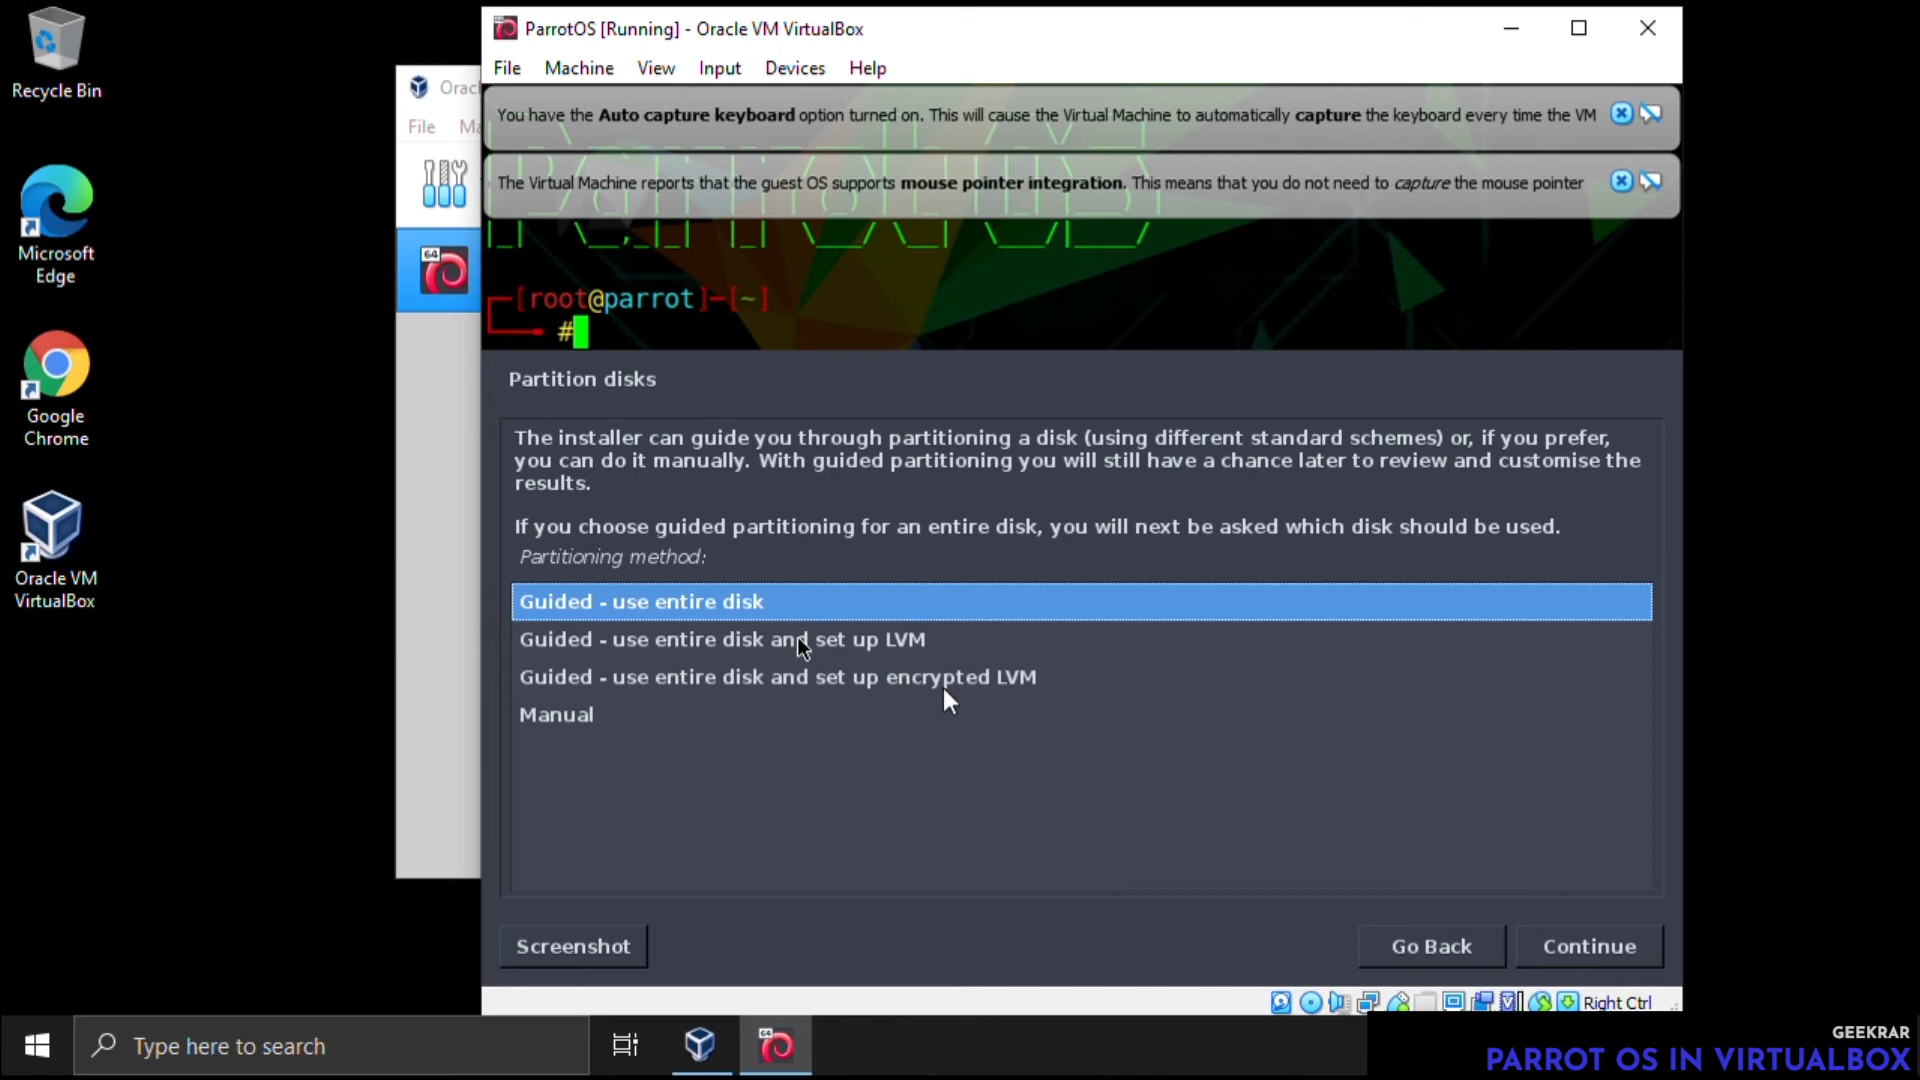 Recycle Bin
Microsoft
Edge
Google
Chrome
Oracle VM
VirtualBox
File
ParrotOS [Running] - Oracle VM VirtualBox
File Machine View Input Devices Help
You have the Auto capture keyboard option turned on. This will cause the Virtual Machine to automatically capture the keyboard every time the VM
The Virtual Machine reports that the guest OS supports mouse pointer integration. This means that you do not need to capture the mouse pointer
64
[root@parrot]-[~]
#
Partition disks
The installer can guide you through partitioning a disk (using different standard schemes) or, if you prefer,
you can do it manually. With guided partitioning you will still have a chance later to review and customise the
results.
If you choose guided partitioning for an entire disk, you will next be asked which disk should be used.
Partitioning method:
Guided - use entire disk
Guided - use entire disk and set up LVM
Guided - use entire disk and set up encrypted LVM
Manual
Screenshot
Go Back
Continue
Right Ctrl
Type here to search
GEEKRAR
PARROT OS IN VIRTUALBOX